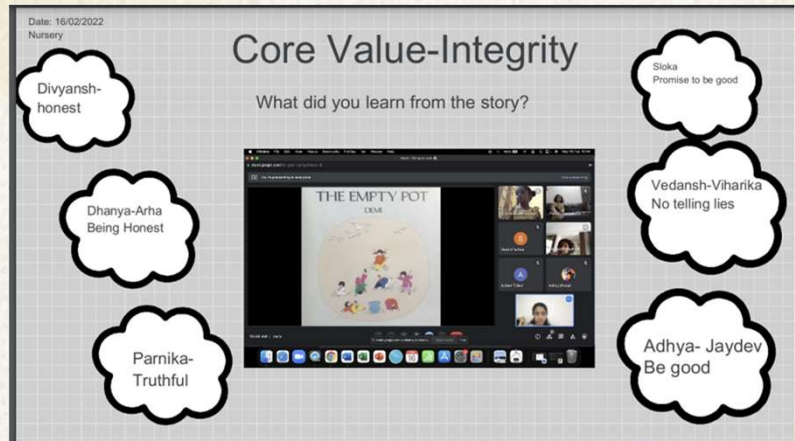 Date: 16/02/2022
Nursery
Core Value-Integrity
What did you learn from the story?
Divyansh-
honest
Dhanya-Arha
Being Honest
Parnika-
Truthful
THE EMPTY POT
DEMI
Sloka
Promise to be good
Vedansh-Viharika
No telling lies
Adhya- Jaydev
Be good